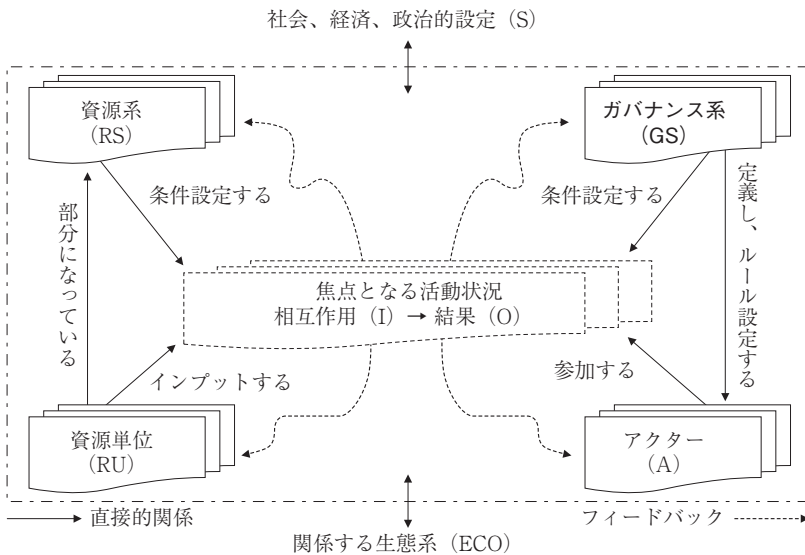 社会、経済、政治的設定（S）
資源系
（RS）
ガバナンス系
（GS）
条件設定する
条件設定する
部分になっている
定義し、ルール設定する
焦点となる活動状況
相互作用（I）→ 結果（O）
インプットする
参加する
資源単位
（RU）
アクター
（A）
直接的関係
フィードバック
関係する生態系（ECO）